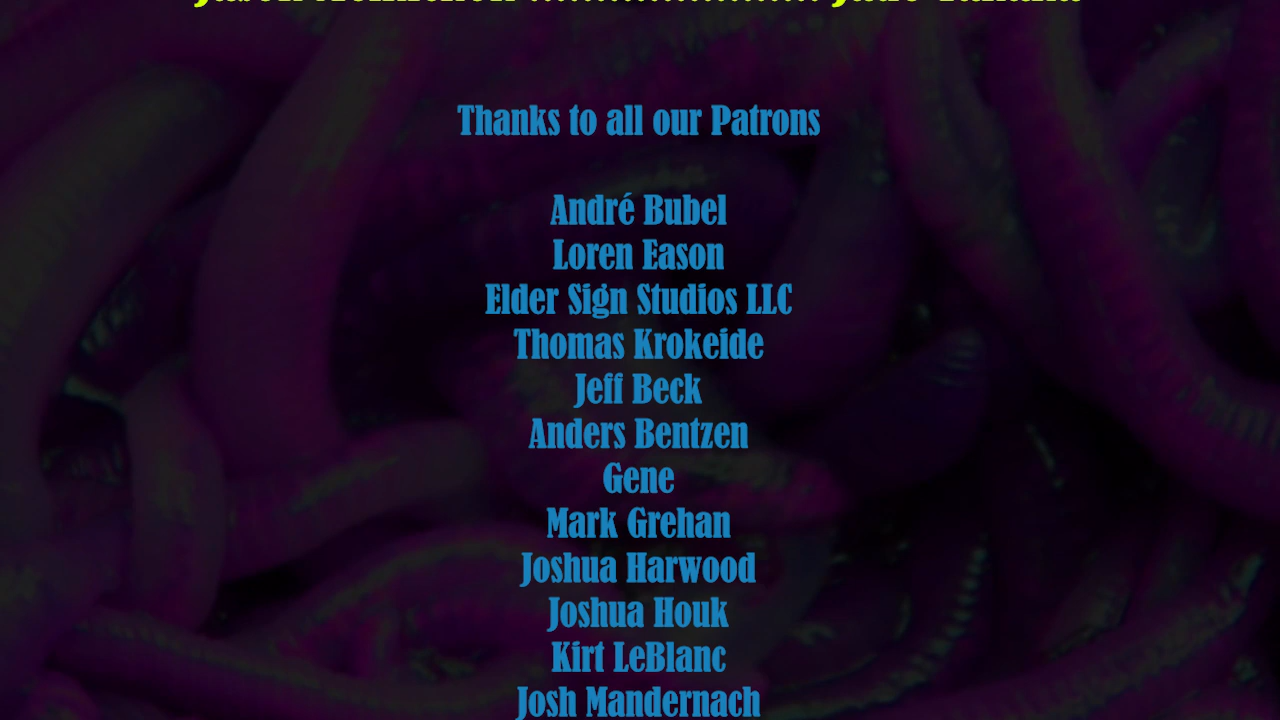 Thanks to all our Patrons
André Bubel
Loren Eason
Elder Sign Studios LLC
Thomas Krokeide
Jeff Beck
Anders Bentzen
Gene
Mark Grehan
Joshua Harwood
Joshua Houk
Kirt LeBlanc
Josh Mandernach